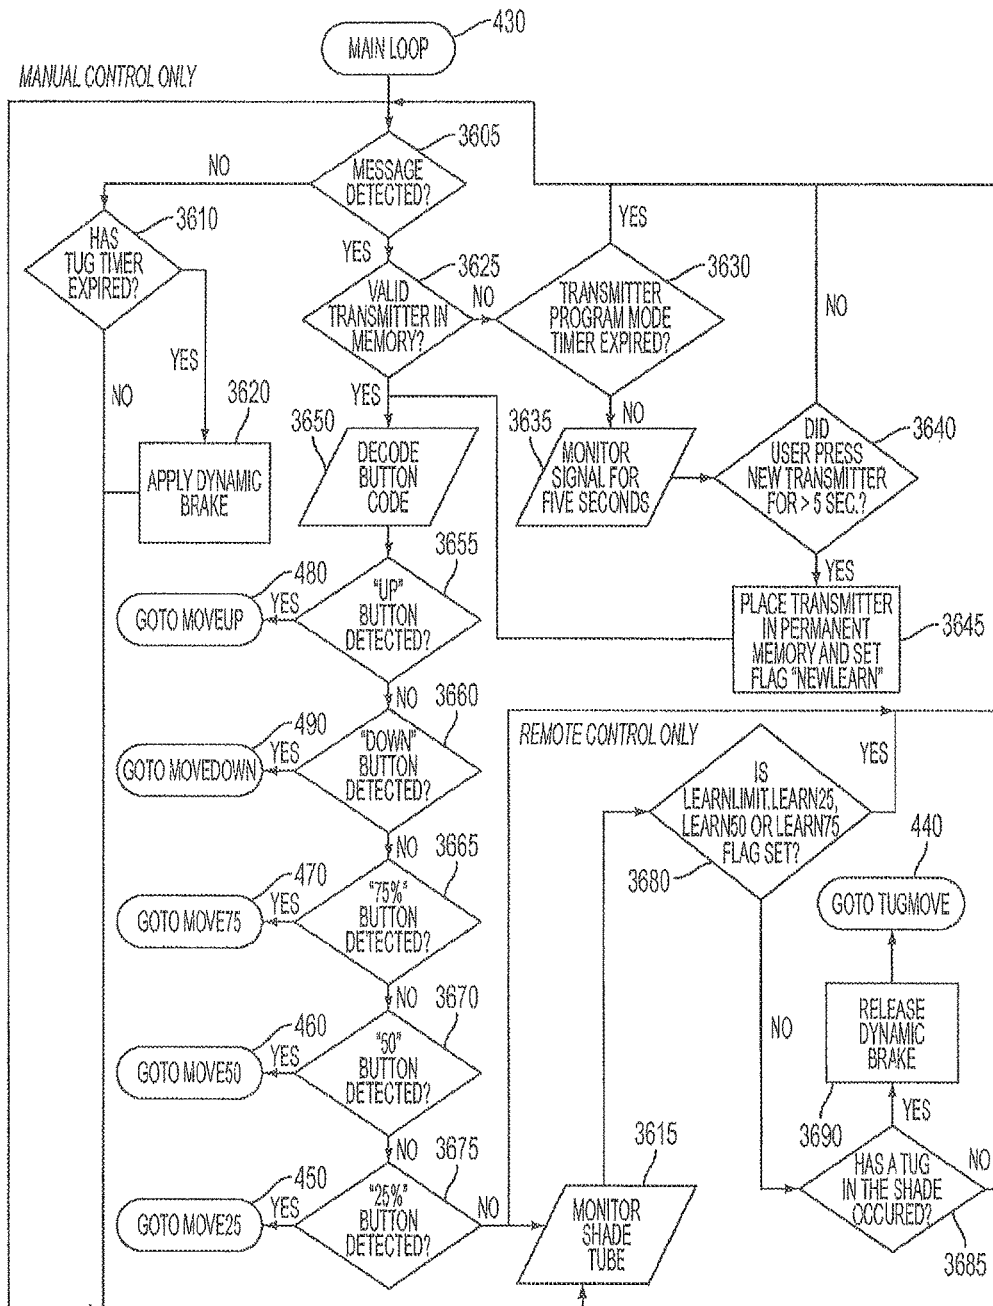 430
MAIN LOOP
MANUAL CONTROL ONLY
3605
MESSAGE
DETECTED?
NO
YES
3610
HAS
TUG TIMER
EXPIRED?
YES
NO
3620
APPLY DYNAMIC
BRAKE
3625
VALID
TRANSMITTER IN
MEMORY?
NO
YES
3630
TRANSMITTER
PROGRAM MODE
TIMER EXPIRED?
YES
NO
3635
MONITOR
SIGNAL FOR
FIVE SECONDS
3640
DID
USER PRESS
NEW TRANSMITTER
FOR > 5 SEC.?
NO
YES
3645
PLACE TRANSMITTER
IN PERMANENT
MEMORY AND SET
FLAG "NEWLEARN"
3650
DECODE
BUTTON
CODE
3655
"UP"
BUTTON
DETECTED?
YES
480
GOTO MOVEUP
NO
3660
"DOWN"
BUTTON
DETECTED?
YES
490
GOTO MOVEDOWN
NO
3665
"75%"
BUTTON
DETECTED?
YES
470
GOTO MOVE75
NO
3670
"50"
BUTTON
DETECTED?
YES
460
GOTO MOVE50
NO
3675
"25%"
BUTTON
DETECTED?
YES
450
GOTO MOVE25
NO
REMOTE CONTROL ONLY
3615
MONITOR
SHADE
TUBE
3680
IS
LEARNLIMIT.LEARN25,
LEARN50 OR LEARN75
FLAG SET?
YES
NO
440
GOTO TUGMOVE
3690
RELEASE
DYNAMIC
BRAKE
YES
3685
HAS A TUG
IN THE SHADE
OCCURED?
NO